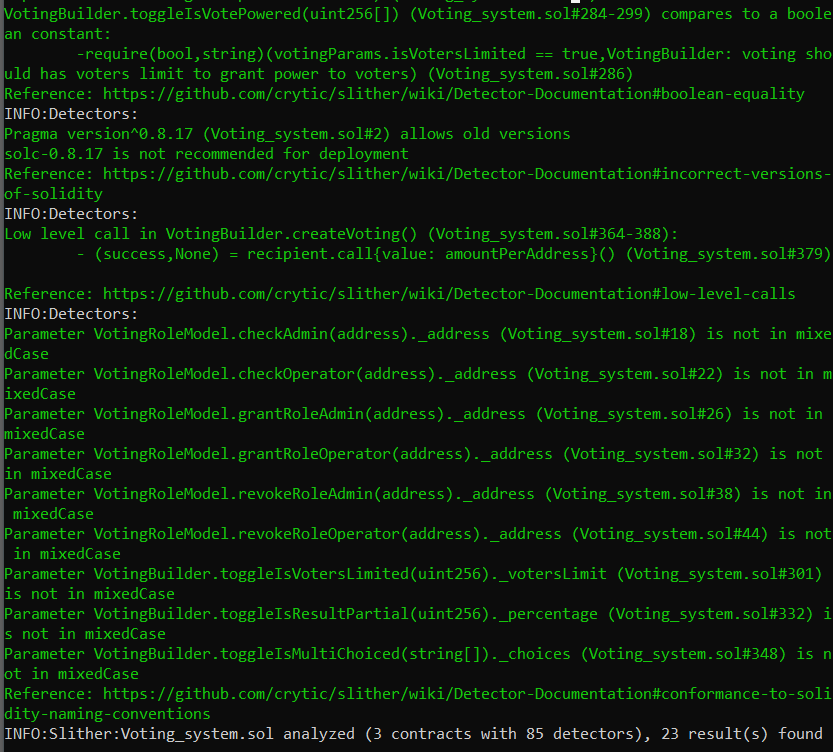 VotingBuilder.toggleIsVotePowered(uint256[]) (Voting_system.sol#284-299) compares to a boole
an constant:
        -require(bool,string)(votingParams.isVotersLimited == true,VotingBuilder: voting sho
uld has voters limit to grant power to voters) (Voting_system.sol#286)
Reference: https://github.com/crytic/slither/wiki/Detector-Documentation#boolean-equality
INFO:Detectors:
Pragma version^0.8.17 (Voting_system.sol#2) allows old versions
solc-0.8.17 is not recommended for deployment
Reference: https://github.com/crytic/slither/wiki/Detector-Documentation#incorrect-versions-
of-solidity
INFO:Detectors:
Low level call in VotingBuilder.createVoting() (Voting_system.sol#364-388):
        - (success,None) = recipient.call{value: amountPerAddress}() (Voting_system.sol#379)
Reference: https://github.com/crytic/slither/wiki/Detector-Documentation#low-level-calls
INFO:Detectors:
Parameter VotingRoleModel.checkAdmin(address)._address (Voting_system.sol#18) is not in mixe
dCase
Parameter VotingRoleModel.checkOperator(address)._address (Voting_system.sol#22) is not in m
ixedCase
Parameter VotingRoleModel.grantRoleAdmin(address)._address (Voting_system.sol#26) is not in
mixedCase
Parameter VotingRoleModel.grantRoleOperator(address)._address (Voting_system.sol#32) is not
in mixedCase
Parameter VotingRoleModel.revokeRoleAdmin(address)._address (Voting_system.sol#38) is not in
 mixedCase
Parameter VotingRoleModel.revokeRoleOperator(address)._address (Voting_system.sol#44) is not
 in mixedCase
Parameter VotingBuilder.toggleIsVotersLimited(uint256)._votersLimit (Voting_system.sol#301)
is not in mixedCase
Parameter VotingBuilder.toggleIsResultPartial(uint256)._percentage (Voting_system.sol#332) i
s not in mixedCase
Parameter VotingBuilder.toggleIsMultiChoiced(string[])._choices (Voting_system.sol#348) is n
ot in mixedCase
Reference: https://github.com/crytic/slither/wiki/Detector-Documentation#conformance-to-soli
dity-naming-conventions
INFO:Slither:Voting_system.sol analyzed (3 contracts with 85 detectors), 23 result(s) found